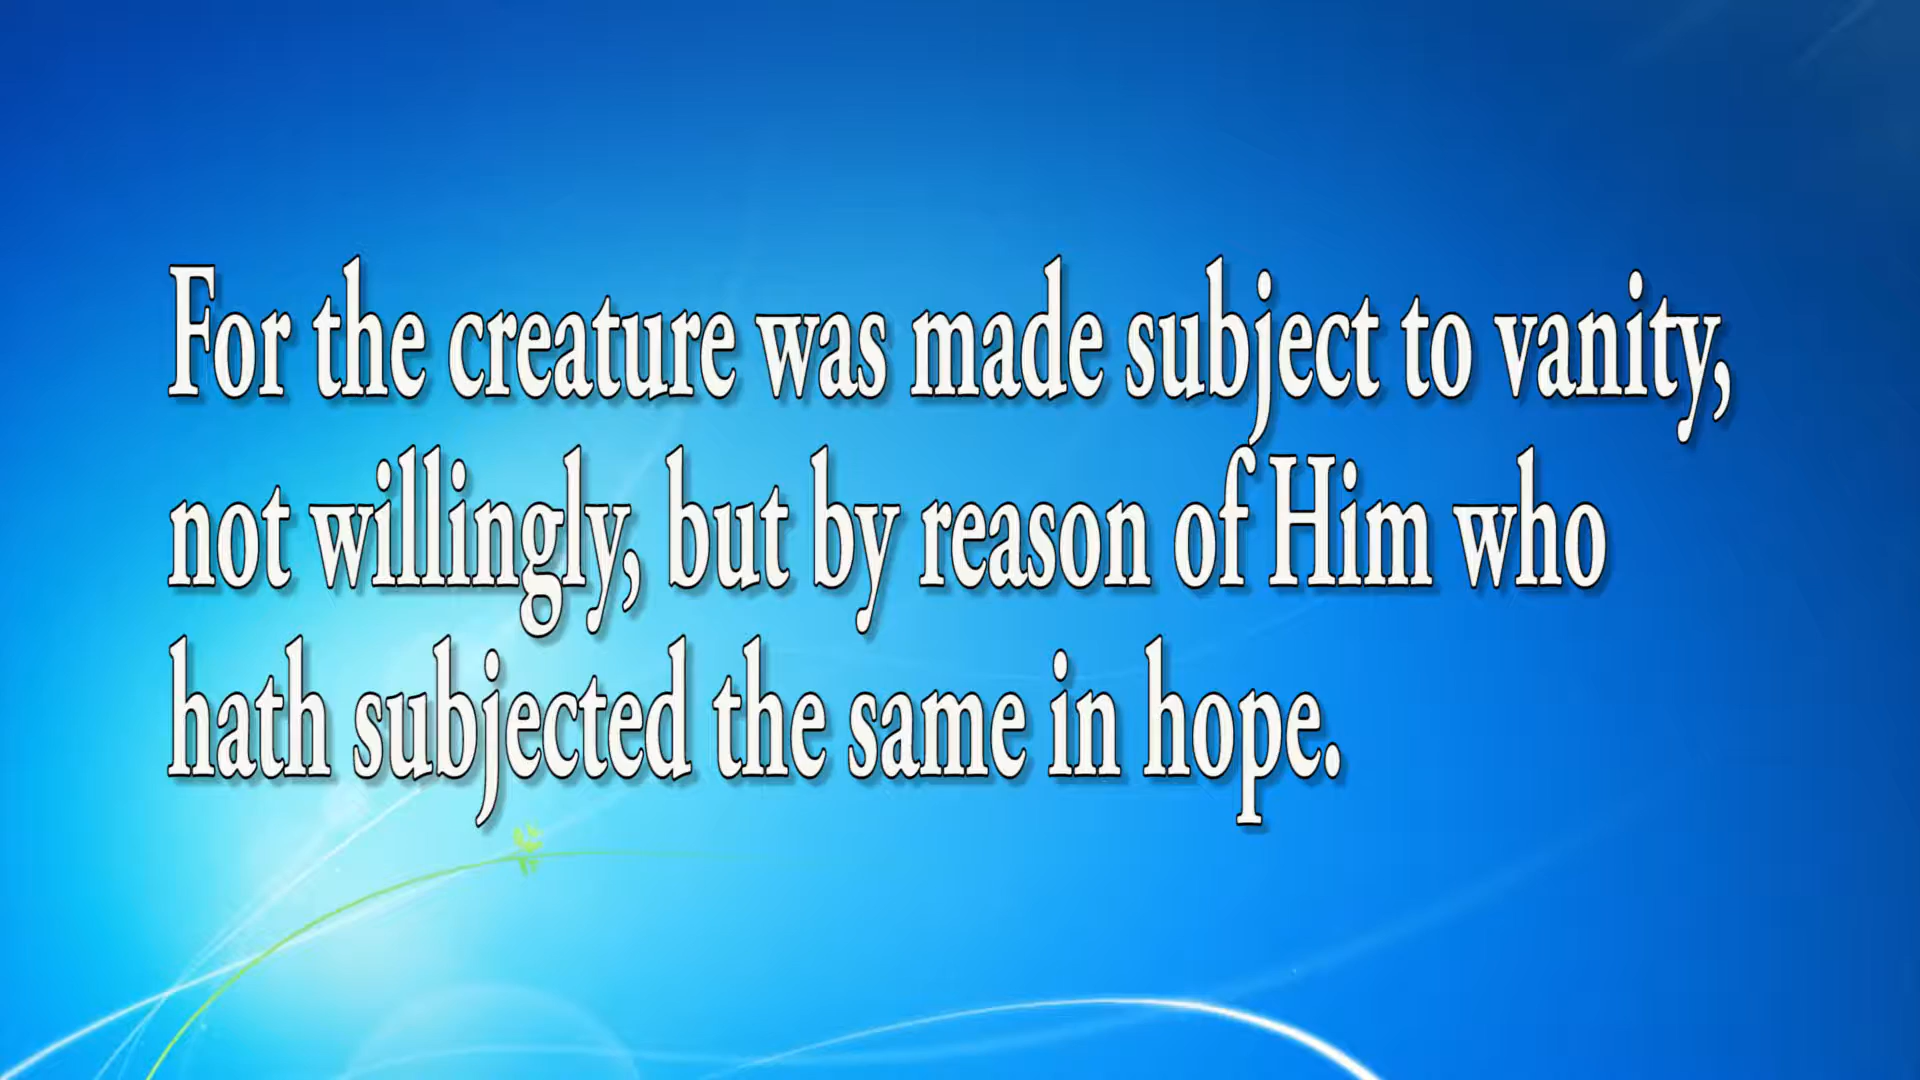 For the creature was made subject to vanity,
not willingly, but by reason of Him who
hath subjected the same in hope.